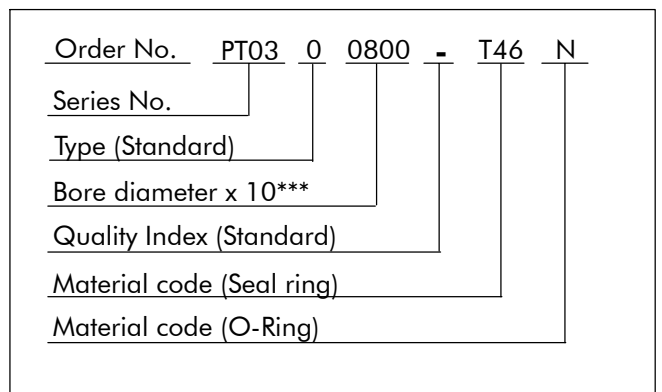 Order No. PT03 0 0800 - T46 N
Series No.
Type (Standard)
Bore diameter x 10***
Quality Index (Standard)
Material code (Seal ring)
Material code (O-Ring)